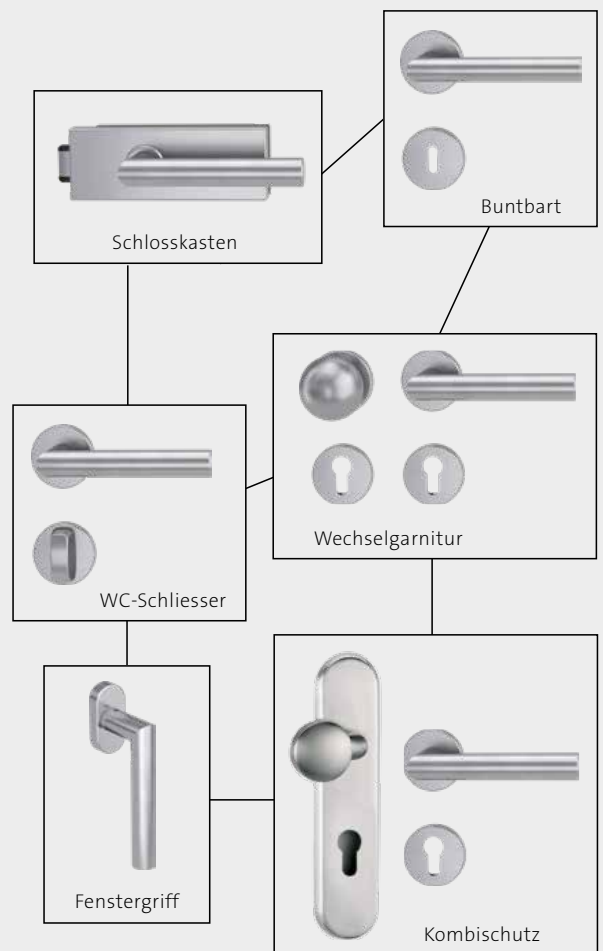 Buntbart
Schlosskasten
Wechselgarnitur
WC-Schliesser
Fenstergriff
Kombischutz